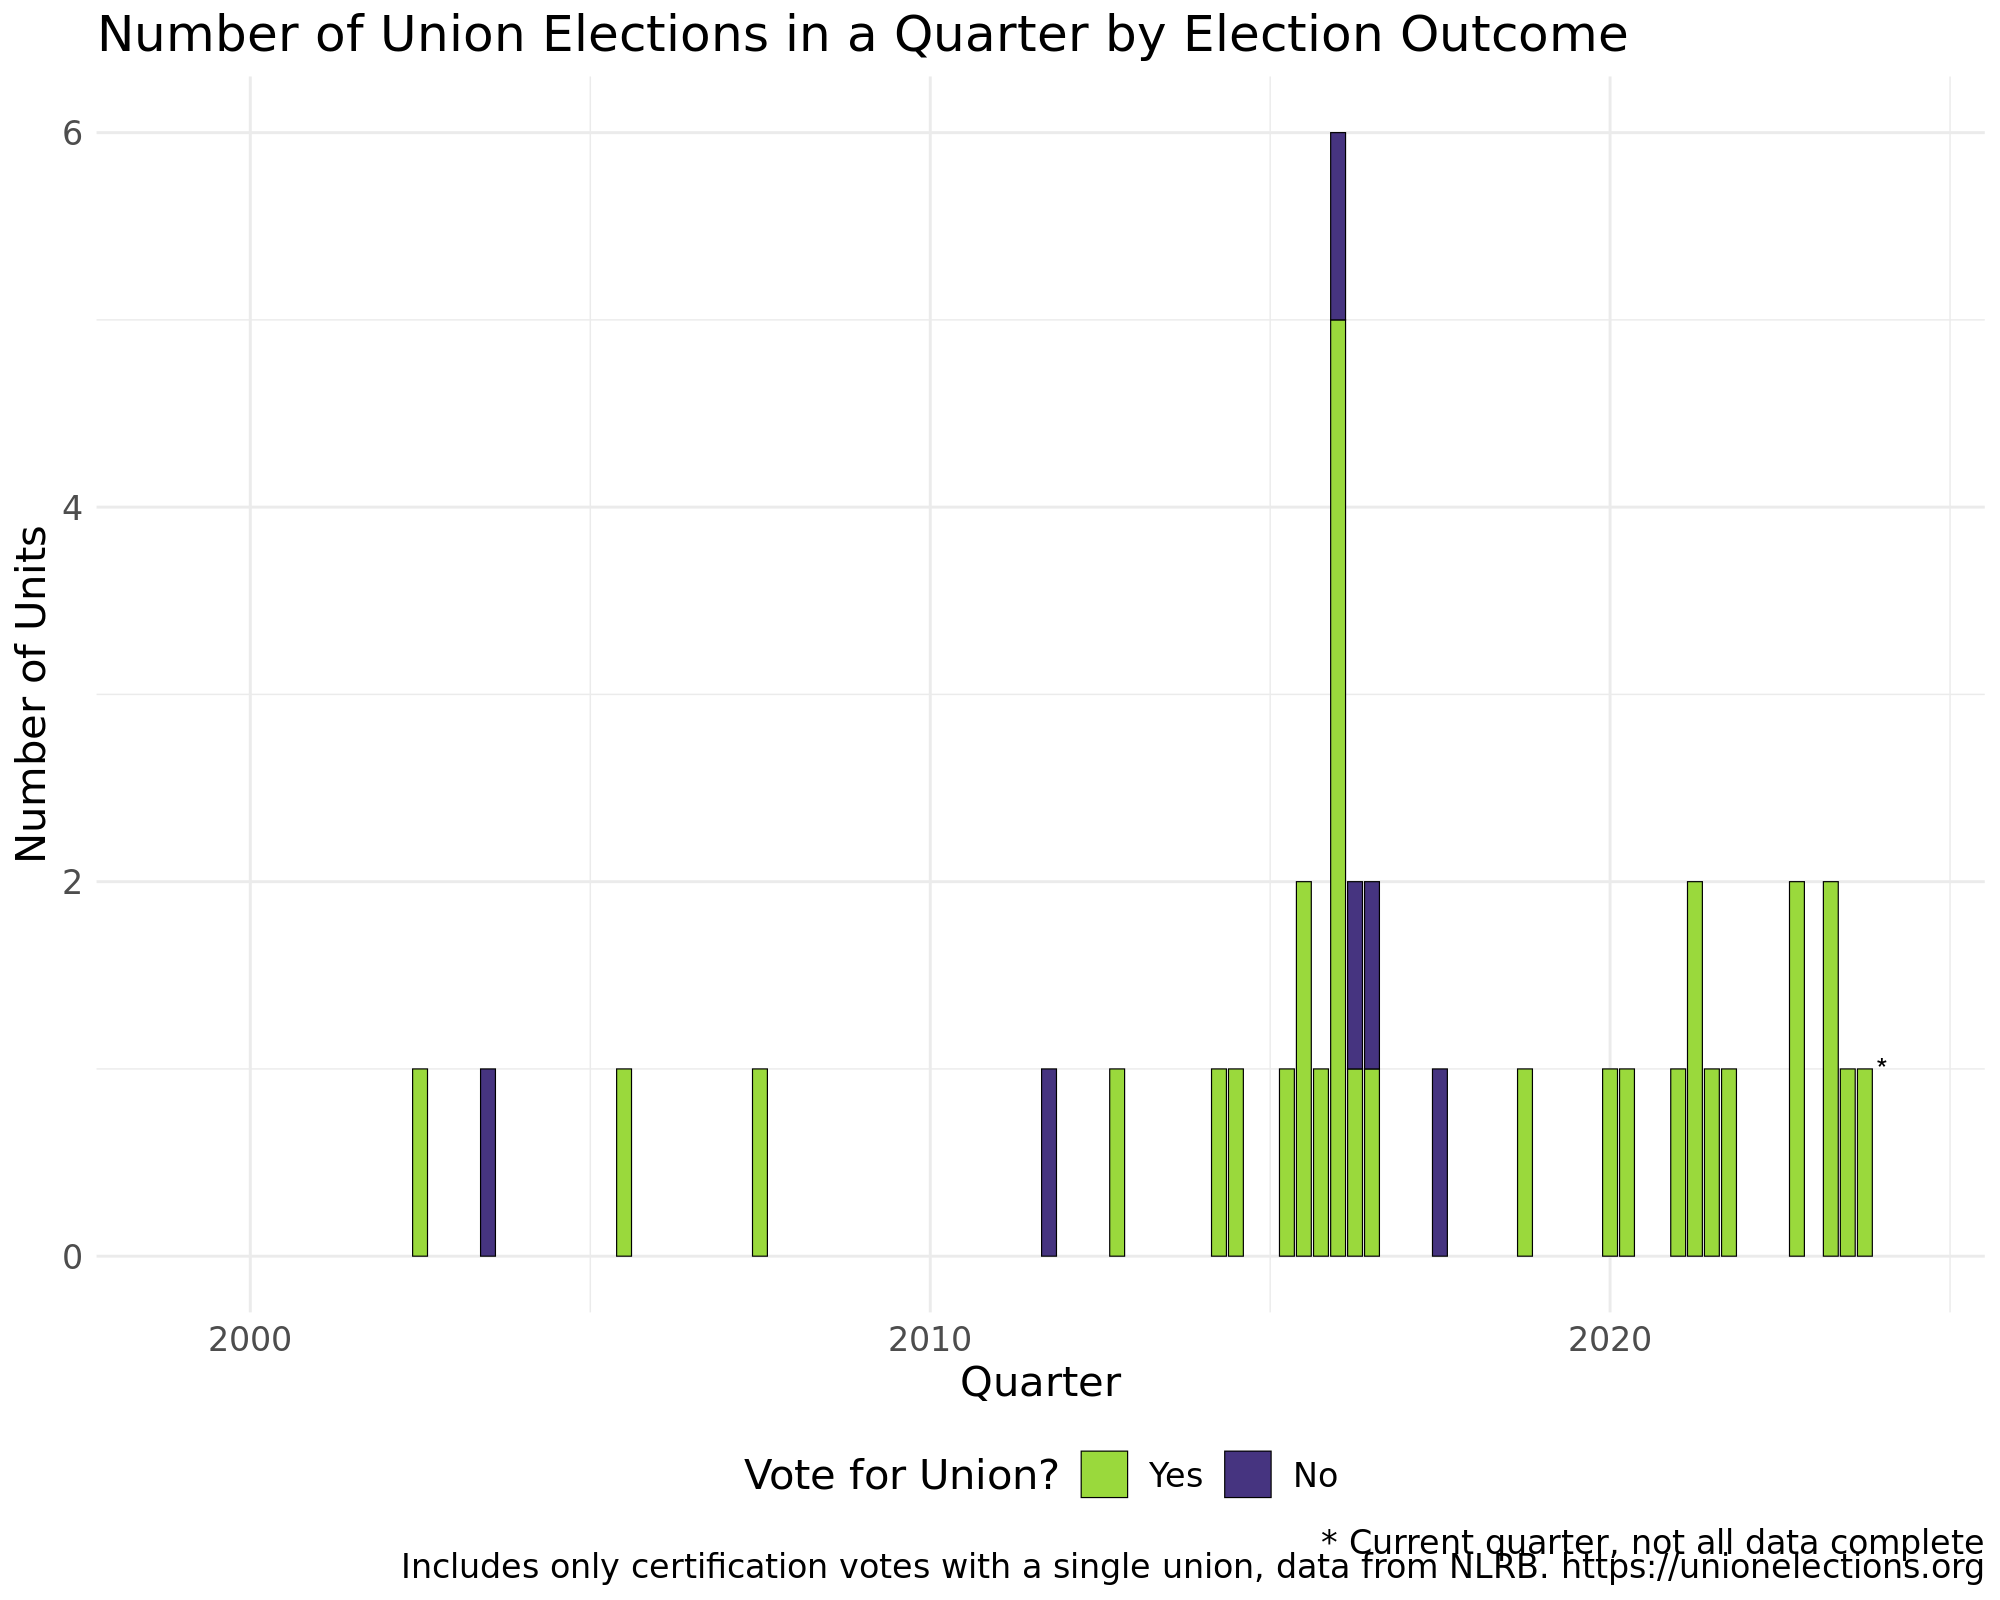 Number of Union Elections in a Quarter by Election Outcome
6
4
2
0
Number of Units
*
2000 2010 2020
Quarter
Vote for Union? Yes No
* Current quarter, not all data complete
Includes only certification votes with a single union, data from NLRB. https://unionelections.org